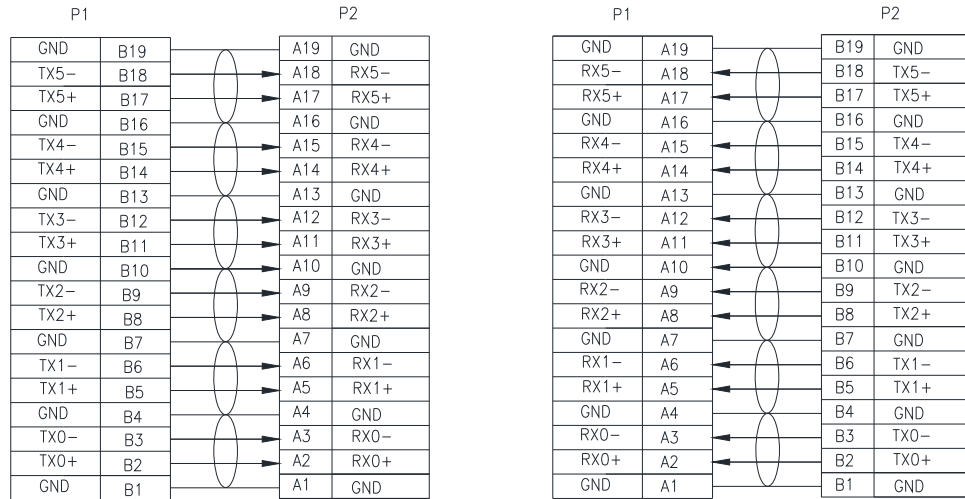 P1 P2 P1 P2
GND B19 A19 GND GND A19 B19 GND
TX5- B18 A18 RX5- RX5- A18 B18 TX5-
TX5+ B17 A17 RX5+ RX5+ A17 B17 TX5+
GND B16 A16 GND GND A16 B16 GND
TX4- B15 A15 RX4- RX4- A15 B15 TX4-
TX4+ B14 A14 RX4+ RX4+ A14 B14 TX4+
GND B13 A13 GND GND A13 B13 GND
TX3- B12 A12 RX3- RX3- A12 B12 TX3-
TX3+ B11 A11 RX3+ RX3+ A11 B11 TX3+
GND B10 A10 GND GND A10 B10 GND
TX2- B9 A9 RX2- RX2- A9 B9 TX2-
TX2+ B8 A8 RX2+ RX2+ A8 B8 TX2+
GND B7 A7 GND GND A7 B7 GND
TX1- B6 A6 RX1- RX1- A6 B6 TX1-
TX1+ B5 A5 RX1+ RX1+ A5 B5 TX1+
GND B4 A4 GND GND A4 B4 GND
TX0- B3 A3 RX0- RX0- A3 B3 TX0-
TX0+ B2 A2 RX0+ RX0+ A2 B2 TX0+
GND B1 A1 GND GND A1 B1 GND